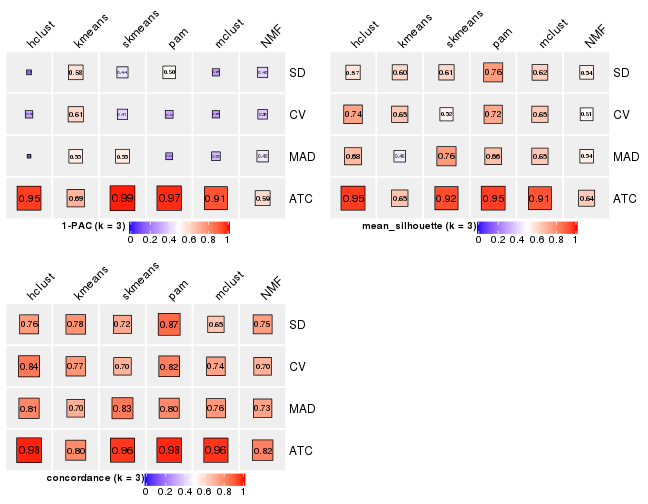 hclust kmeans skmeans pam mclust NMF
0.58 0.44 0.50 SD
0.61 0.41 CV
0.55 0.55 0.45 MAD
0.95 0.69 0.99 0.97 0.91 0.59 ATC
1-PAC (k = 3)
0 0.2 0.4 0.6 0.8 1
hclust kmeans skmeans pam mclust NMF
0.57 0.60 0.61 0.76 0.62 0.54 SD
0.74 0.65 0.52 0.72 0.65 0.51 CV
0.68 0.46 0.76 0.66 0.65 0.54 MAD
0.95 0.65 0.92 0.95 0.91 0.64 ATC
mean_silhouette (k = 3)
0 0.2 0.4 0.6 0.8 1
hclust kmeans skmeans pam mclust NMF
0.76 0.78 0.72 0.87 0.65 0.75 SD
0.84 0.77 0.70 0.82 0.74 0.70 CV
0.81 0.70 0.83 0.80 0.76 0.73 MAD
0.98 0.80 0.96 0.98 0.96 0.82 ATC
concordance (k = 3)
0 0.2 0.4 0.6 0.8 1